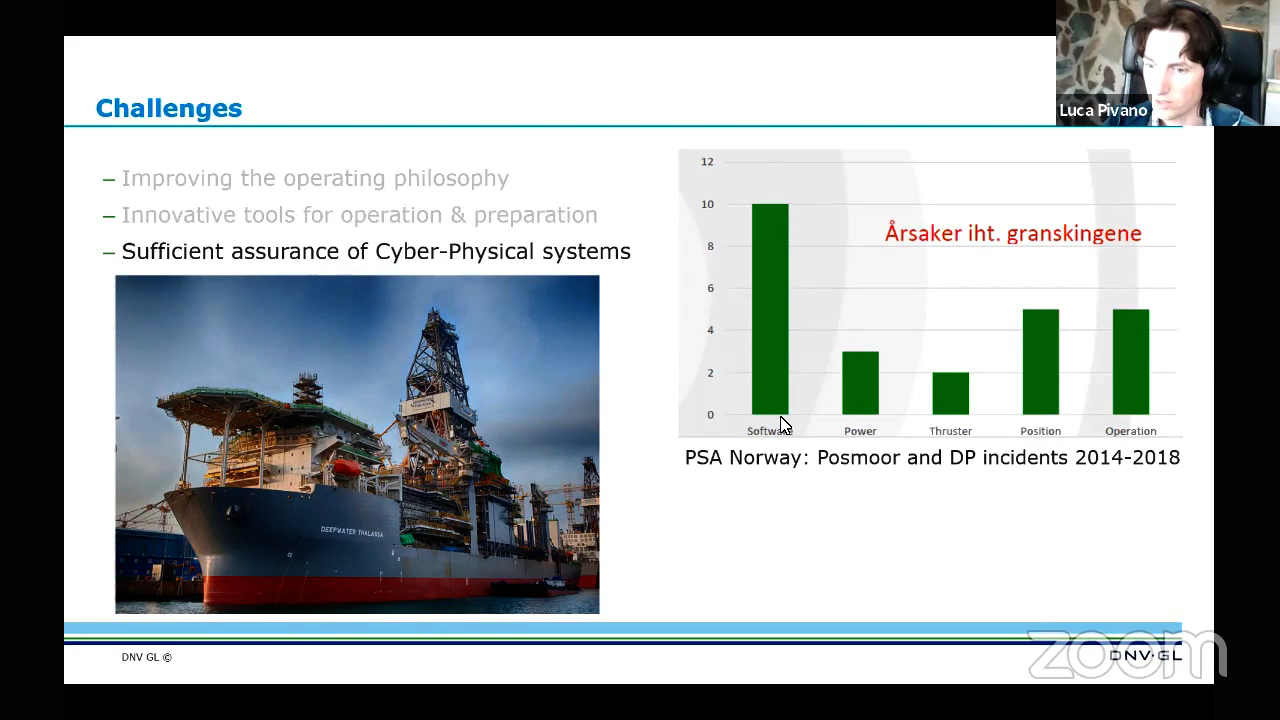 Luca Pivano
Challenges
– Improving the operating philosophy
– Innovative tools for operation & preparation
– Sufficient assurance of Cyber-Physical systems
DEEPWATER THALASSA
12
10
8
6
4
2
0
Årsaker iht. granskingene
Software Power Thruster Position Operation
PSA Norway: Posmoor and DP incidents 2014-2018
DNV GL ©
DNV·GL
zoom